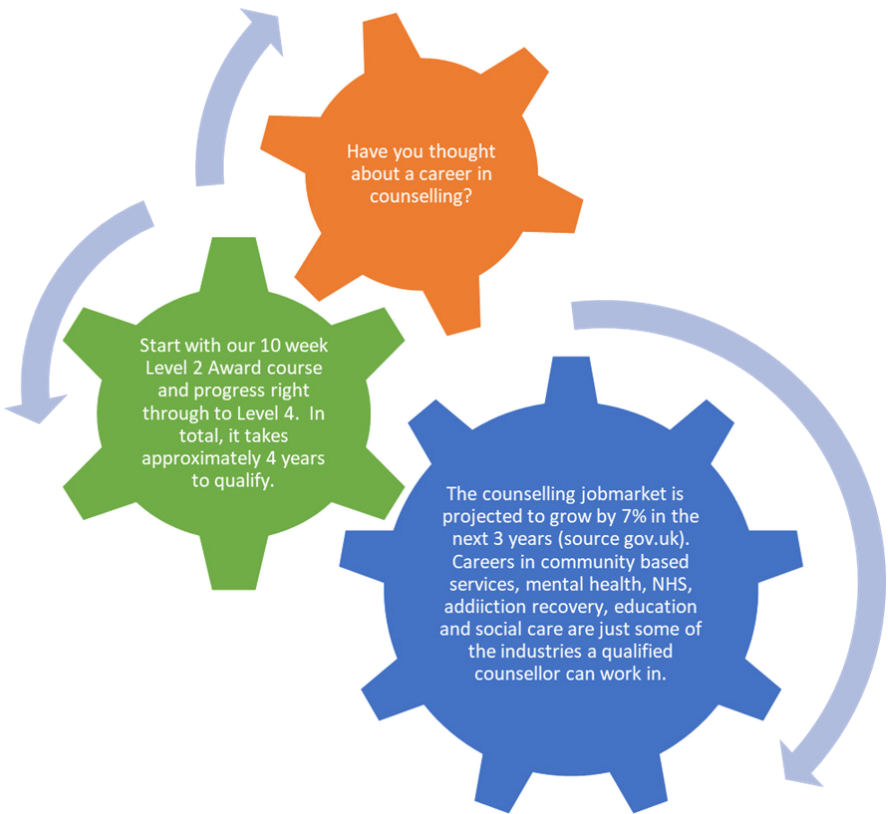 Have you thought
about a career in
counselling?
Start with our 10 week
Level 2 Award course
and progress right
through to Level 4.  In
total, it takes
approximately 4 years
to qualify.
The counselling jobmarket is
projected to grow by 7% in the
next 3 years (source gov.uk).
Careers in community based
services, mental health, NHS,
addiiction recovery, education
and social care are just some of
the industries a qualified
counsellor can work in.